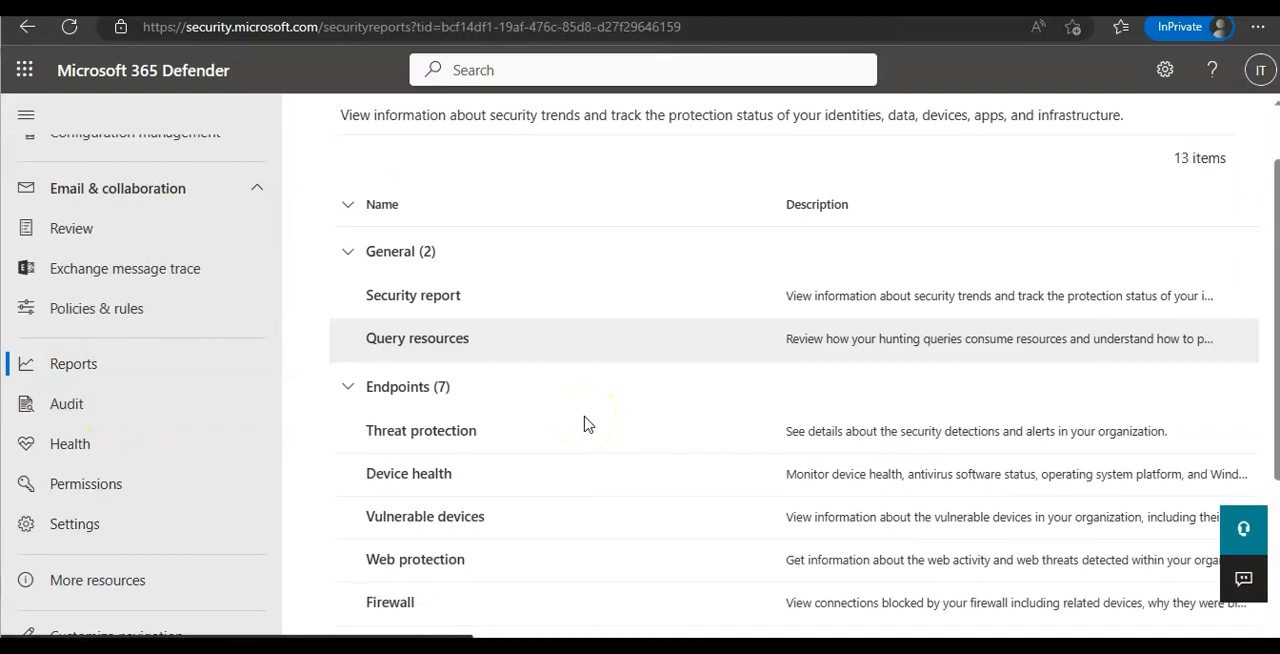 https://security.microsoft.com/securityreports?tid=bcf14df1-19af-476c-85d8-d27f29646159
InPrivate
Microsoft 365 Defender
Search
IT
Configuration management
Email & collaboration
Review
Exchange message trace
Policies & rules
Reports
Audit
Health
Permissions
Settings
More resources
Customize navigation
View information about security trends and track the protection status of your identities, data, devices, apps, and infrastructure.
13 items
Name Description
General (2)
Security report View information about security trends and track the protection status of your i...
Query resources Review how your hunting queries consume resources and understand how to p...
Endpoints (7)
Threat protection See details about the security detections and alerts in your organization.
Device health Monitor device health, antivirus software status, operating system platform, and Wind...
Vulnerable devices View information about the vulnerable devices in your organization, including their
Web protection Get information about the web activity and web threats detected within your orga
Firewall View connections blocked by your firewall including related devices, why they were bl...